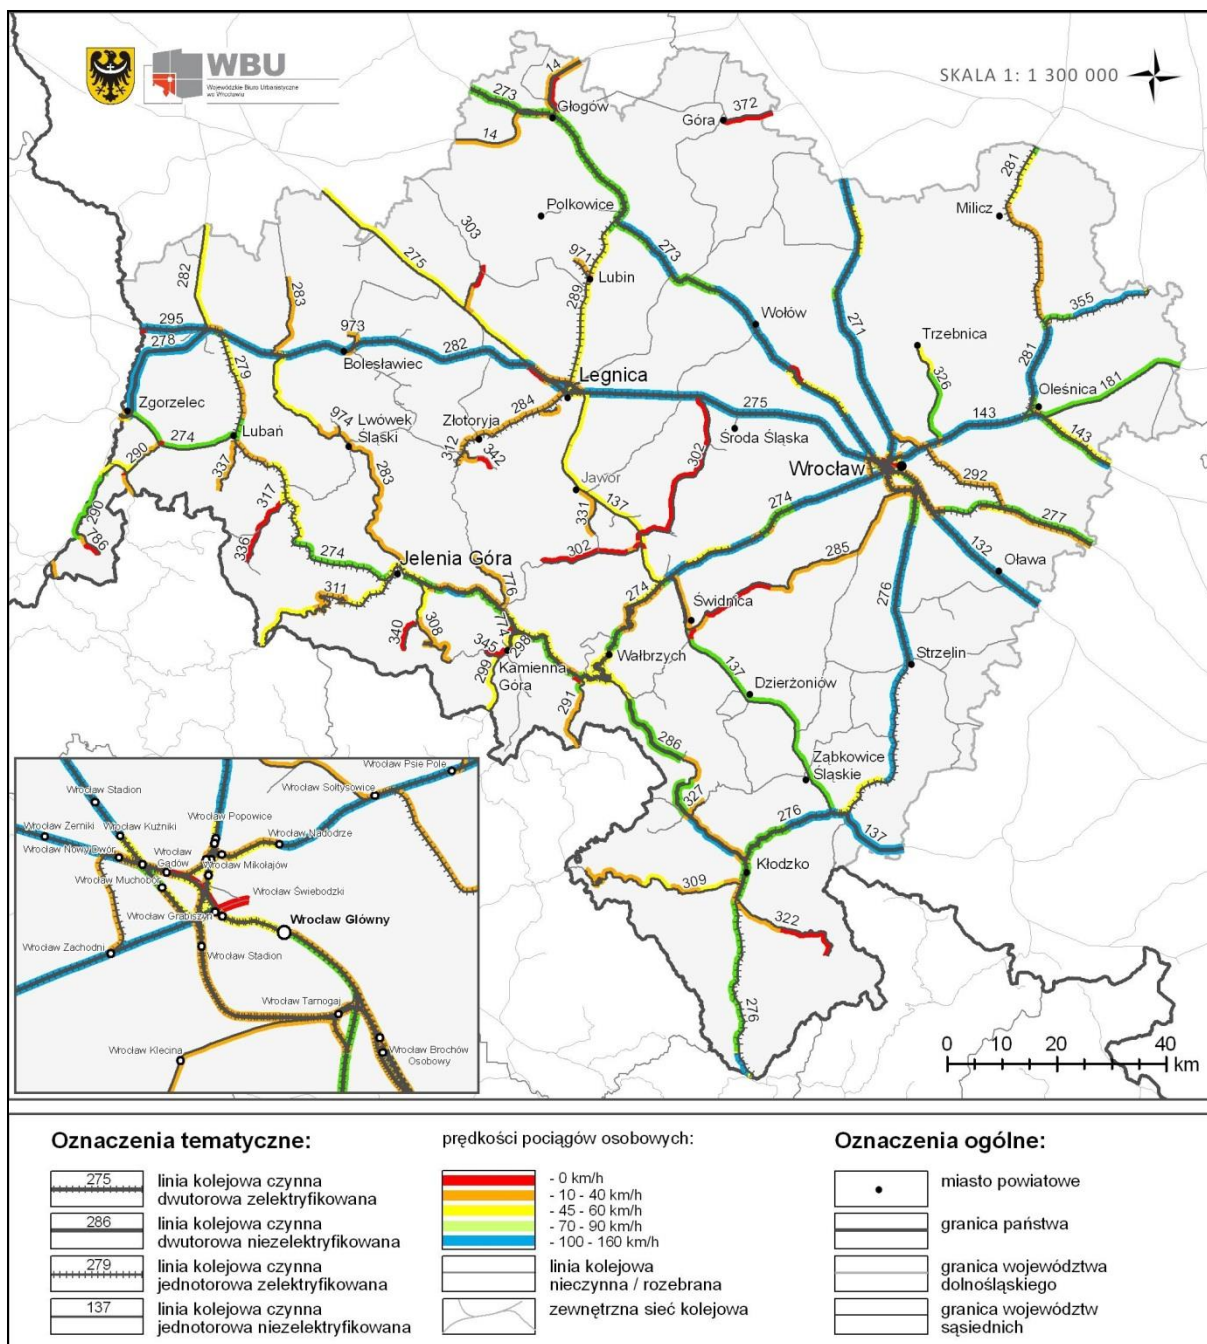 WBU
Wojewódzkie Biuro Urbanistyczne
we Wrocławiu
SKALA 1: 1 300 000
14
273
Głogów
14
372
Góra
281
Milicz
Polkowice
303
275
971
Lubin
289
273
282
283
Wołów
271
355
Trzebnica
295
278
973
Bolesławiec
282
279
Legnica
281
326
181
Oleśnica
143
143
Zgorzelec
274
Lubań
974
Lwówek
Śląski
Złotoryja
284
312
342
275
Środa Śląska
302
Wrocław
292
290
337
283
Jawor
137
331
274
277
317
290
786
336
302
285
132
Oława
274
Jelenia Góra
311
776
274
276
Świdnica
340
308
774
345
298
299
Kamienna
Góra
Wałbrzych
137
Strzelin
291
Dzierżoniów
286
Ząbkowice
Śląskie
327
276
137
Kłodzko
309
322
276
0 10 20 30 40
km
Wrocław Psie Pole
Wrocław Stadion
Wrocław Sołtysowice
Wrocław Popowice
Wrocław Żerniki
Wrocław Kuźniki
Wrocław Nadodrze
Wrocław Nowy Dwór
Wrocław
Gądów
Wrocław Mikołajów
Wrocław Muchobór
Wrocław Świebodzki
Wrocław Grabiszyn
Wrocław Główny
Wrocław Zachodni
Wrocław Stadion
Wrocław Tarnogaj
Wrocław Klecina
Wrocław Brochów
Osobowy
Oznaczenia tematyczne:
275
linia kolejowa czynna
dwutorowa zelektryfikowana
286
linia kolejowa czynna
dwutorowa niezelektryfikowana
279
linia kolejowa czynna
jednotorowa zelektryfikowana
137
linia kolejowa czynna
jednotorowa niezelektryfikowana
prędkości pociągów osobowych:
- 0 km/h
- 10 - 40 km/h
- 45 - 60 km/h
- 70 - 90 km/h
- 100 - 160 km/h
linia kolejowa
nieczynna / rozebrana
zewnętrzna sieć kolejowa
Oznaczenia ogólne:
miasto powiatowe
granica państwa
granica województwa
dolnośląskiego
granica województw
sąsiednich